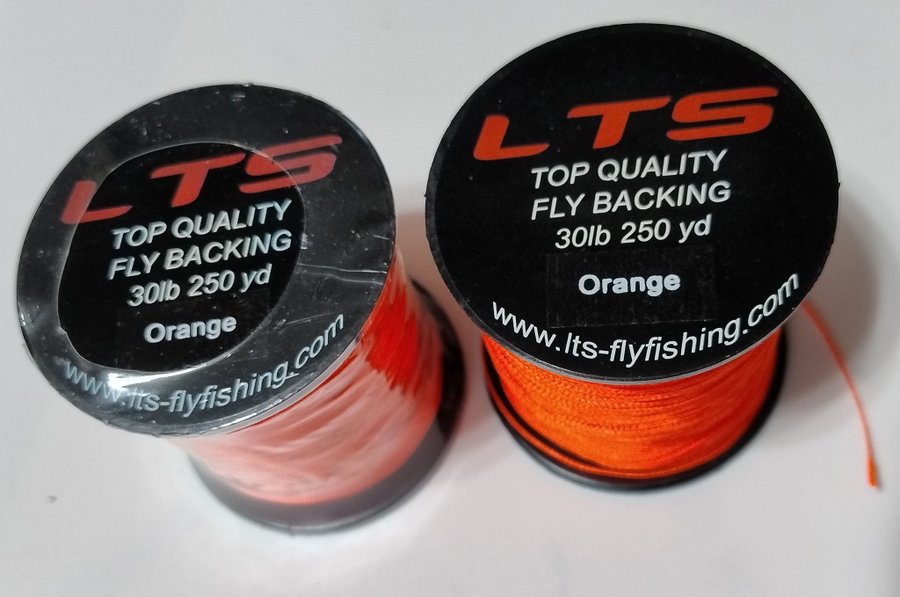 LTS
TOP QUALITY
FLY BACKING
30lb 250 yd
Orange
www.lts-flyfishing.com
LTS
TOP QUALITY
FLY BACKING
30lb 250 yd
Orange
www.lts-flyfishing.com